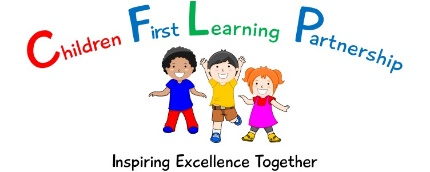 Children First Learning Partnership
Inspiring Excellence Together